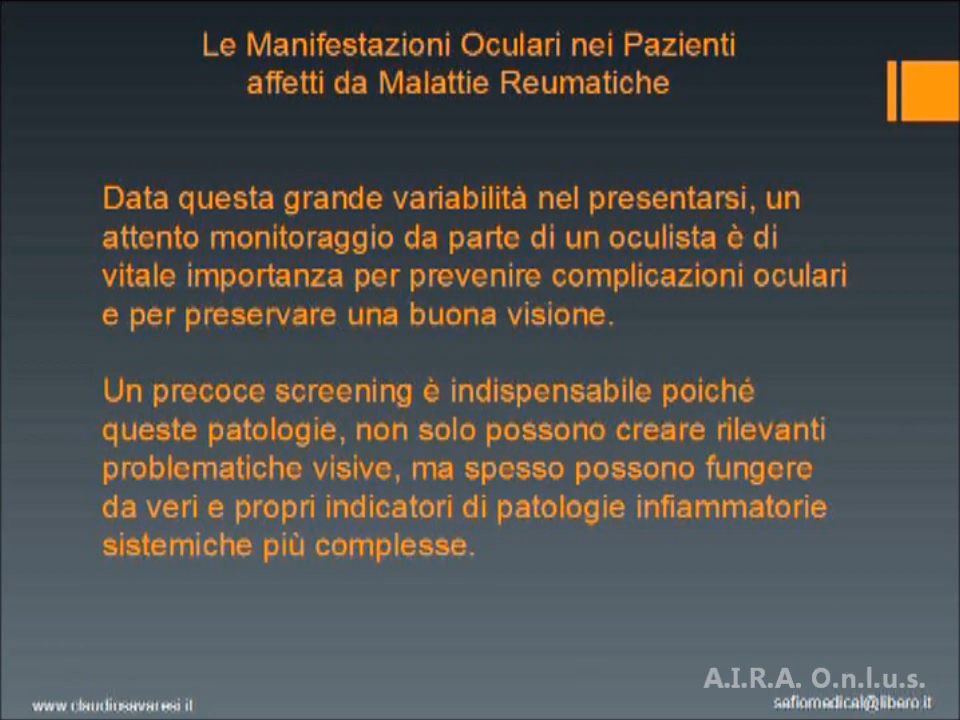 Le Manifestazioni Oculari nei Pazienti
affetti da Malattie Reumatiche
Data questa grande variabilità nel presentarsi, un
attento monitoraggio da parte di un oculista è di
vitale importanza per prevenire complicazioni oculari
e per preservare una buona visione.
Un precoce screening è indispensabile poiché
queste patologie, non solo possono creare rilevanti
problematiche visive, ma spesso possono fungere
da veri e propri indicatori di patologie infiammatorie
sistemiche più complesse.
A.I.R.A. O.n.l.u.s.
www.claudiosavaresi.it
safiomedical@libero.it